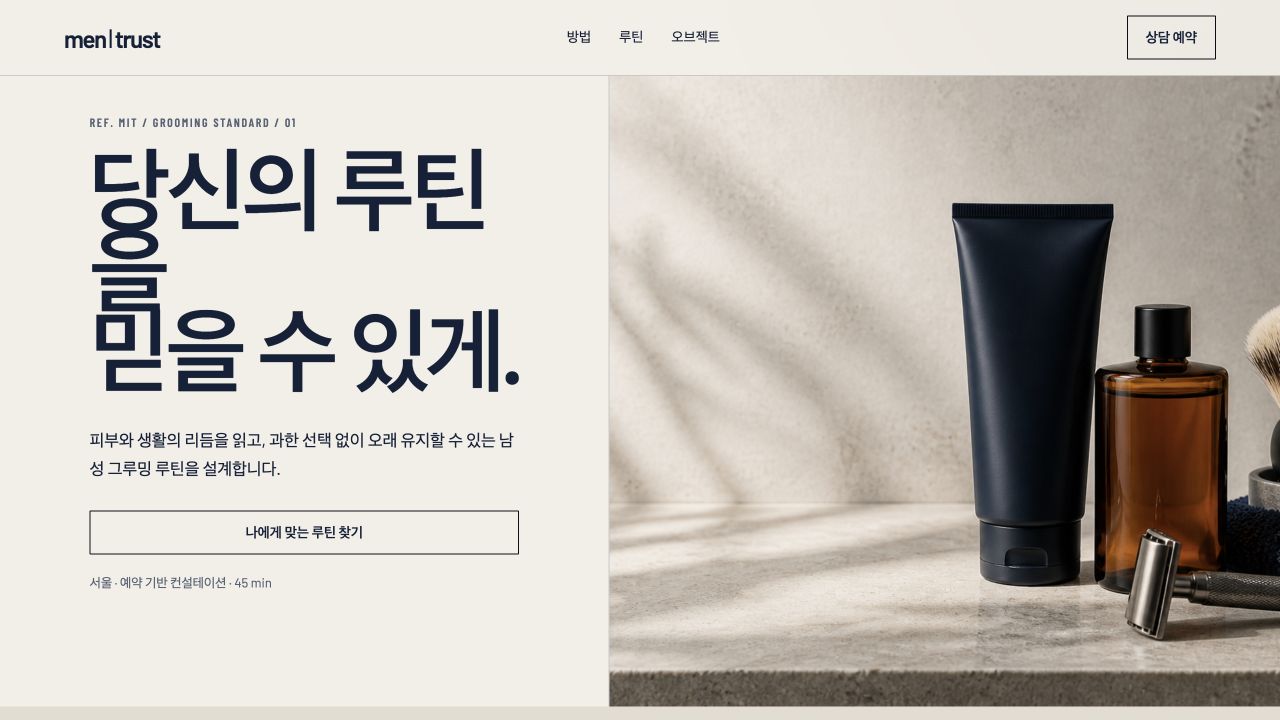 men|trust
방법
루틴
오브젝트
상담 예약
REF. MIT / GROOMING STANDARD / 01
당신의 루틴
을
믿을 수 있게.
피부와 생활의 리듬을 읽고, 과한 선택 없이 오래 유지할 수 있는 남
성 그루밍 루틴을 설계합니다.
나에게 맞는 루틴 찾기
서울 · 예약 기반 컨설테이션 · 45 min